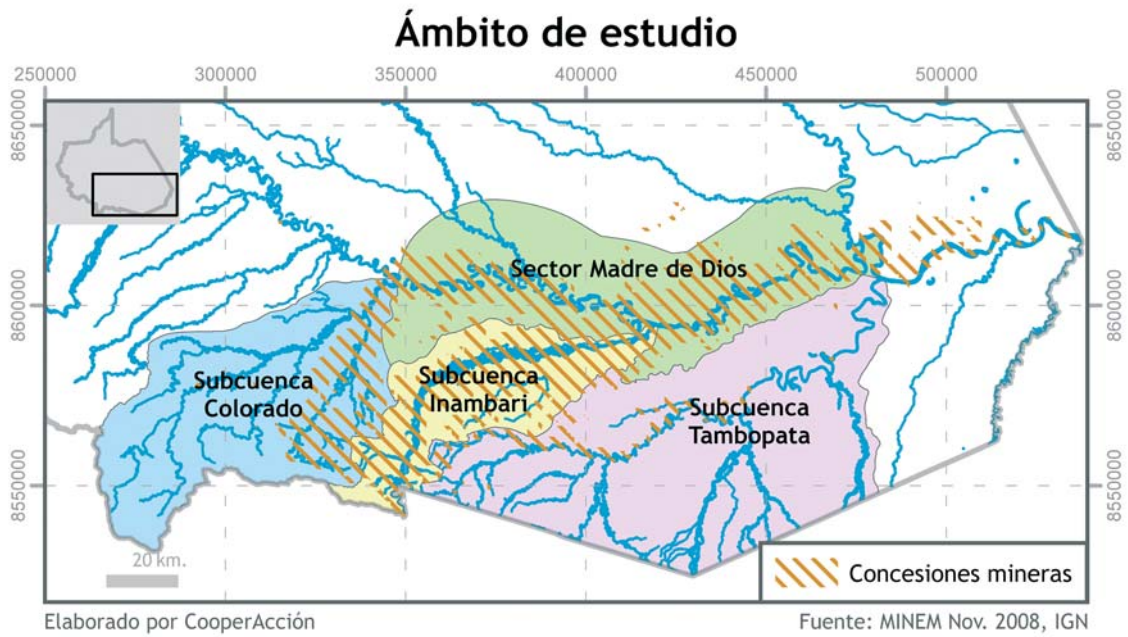 Ámbito de estudio
250000 300000 350000 400000 450000 500000
8650000 8650000
Sector Madre de Dios
8600000 8600000
Subcuenca
Colorado
Subcuenca
Inambari
Subcuenca
Tambopata
8550000 8550000
20 km.
Concesiones mineras
Elaborado por CooperAcción
Fuente: MINEM Nov. 2008, IGN